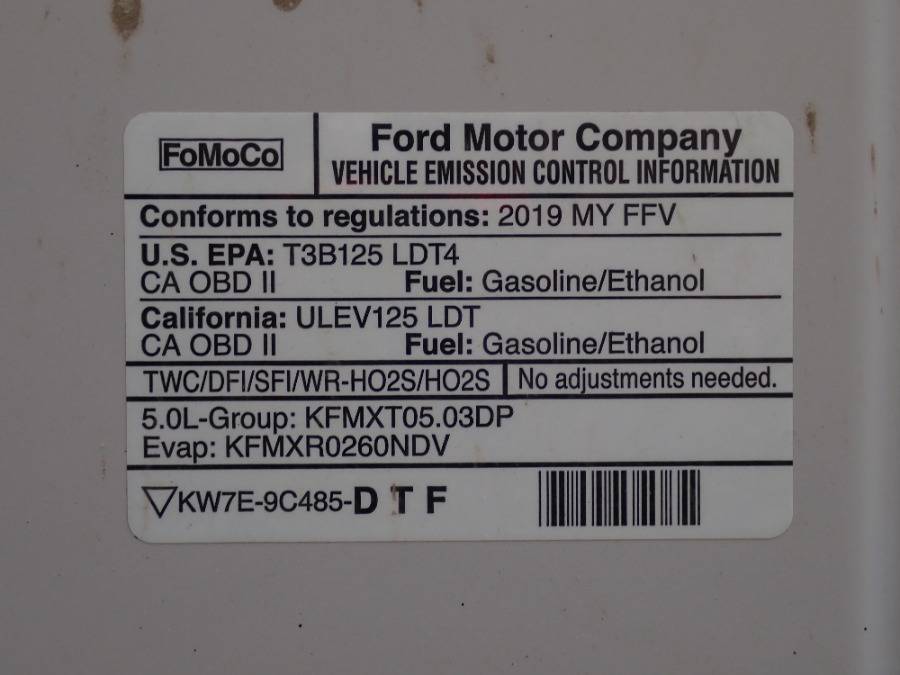 FoMoCo
Ford Motor Company
VEHICLE EMISSION CONTROL INFORMATION
Conforms to regulations: 2019 MY FFV
U.S. EPA: T3B125 LDT4
CA OBD II Fuel: Gasoline/Ethanol
California: ULEV125 LDT
CA OBD II Fuel: Gasoline/Ethanol
TWC/DFI/SFI/WR-HO2S/HO2S No adjustments needed.
5.0L-Group: KFMXT05.03DP
Evap: KFMXR0260NDV
▽KW7E-9C485-D T F